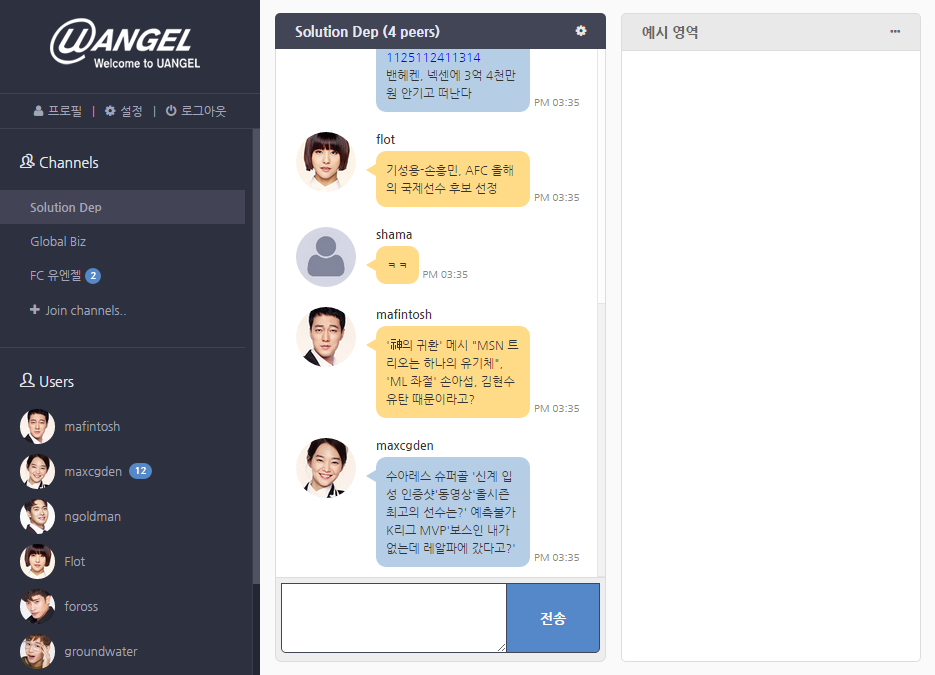 UANGEL
Welcome to UANGEL
프로필 | 설정 | 로그아웃
Channels
Solution Dep
Global Biz
FC 유엔젤 2
Join channels..
Users
mafintosh
maxcgden 12
ngoldman
Flot
foross
groundwater
Solution Dep (4 peers)
1125112411314
밴헤켄, 넥센에 3억 4천만
원 안기고 떠난다
PM 03:35
flot
기성용-손흥민, AFC 올해
의 국제선수 후보 선정
PM 03:35
shama
ㅋㅋ
PM 03:35
mafintosh
'神의 귀환' 메시 "MSN 트
리오는 하나의 유기체",
'ML 좌절' 손아섭, 김현수
유탄 때문이라고?
PM 03:35
maxcgden
수아레스 슈퍼골 '신계 입
성 인증샷'동영상'올시즌
최고의 선수는?' 예측불가
K리그 MVP'보스인 내가
없는데 레알파에 갔다고?'
PM 03:35
전송
예시 영역